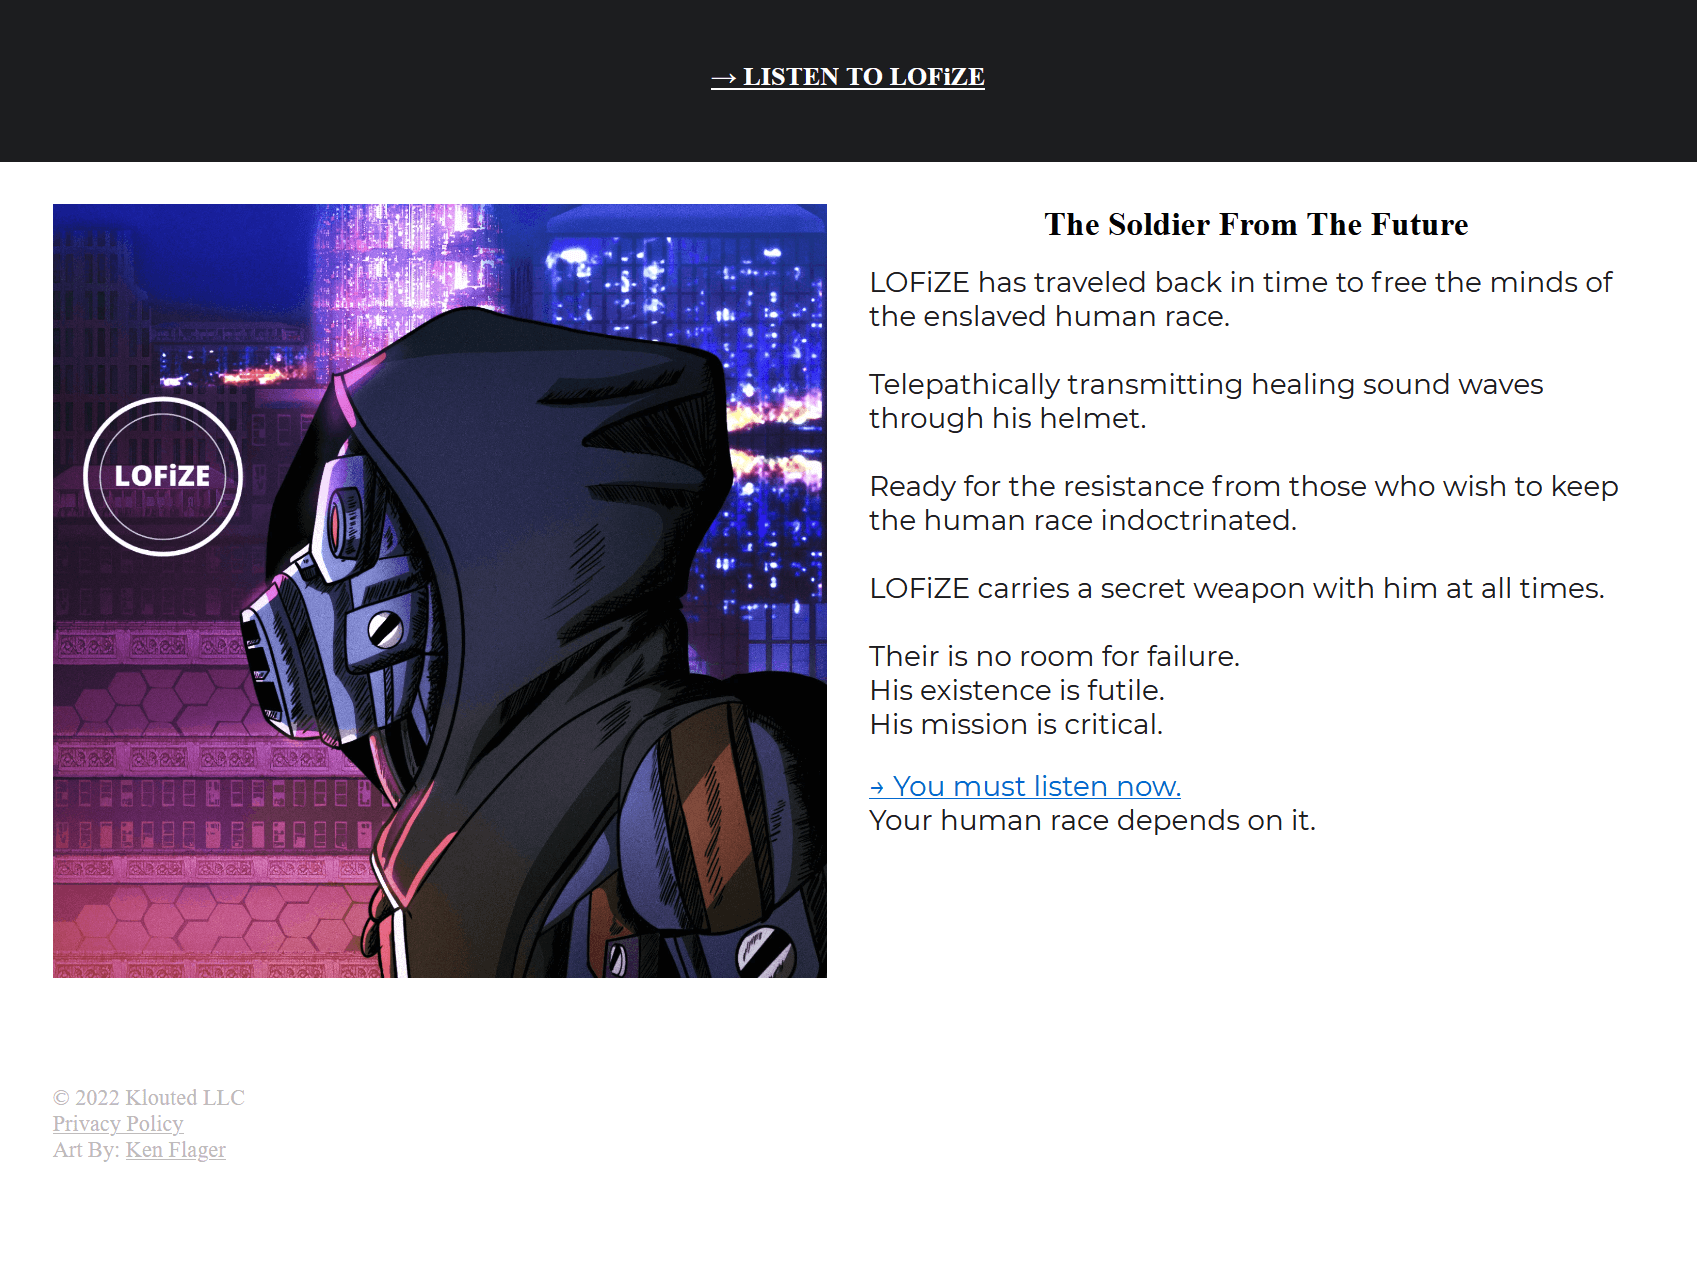 → LISTEN TO LOFiZE
LOFiZE
The Soldier From The Future
LOFiZE has traveled back in time to free the minds of
the enslaved human race.
Telepathically transmitting healing sound waves
through his helmet.
Ready for the resistance from those who wish to keep
the human race indoctrinated.
LOFiZE carries a secret weapon with him at all times.
Their is no room for failure.
His existence is futile.
His mission is critical.
→ You must listen now.
Your human race depends on it.
© 2022 Klouted LLC
Privacy Policy
Art By: Ken Flager